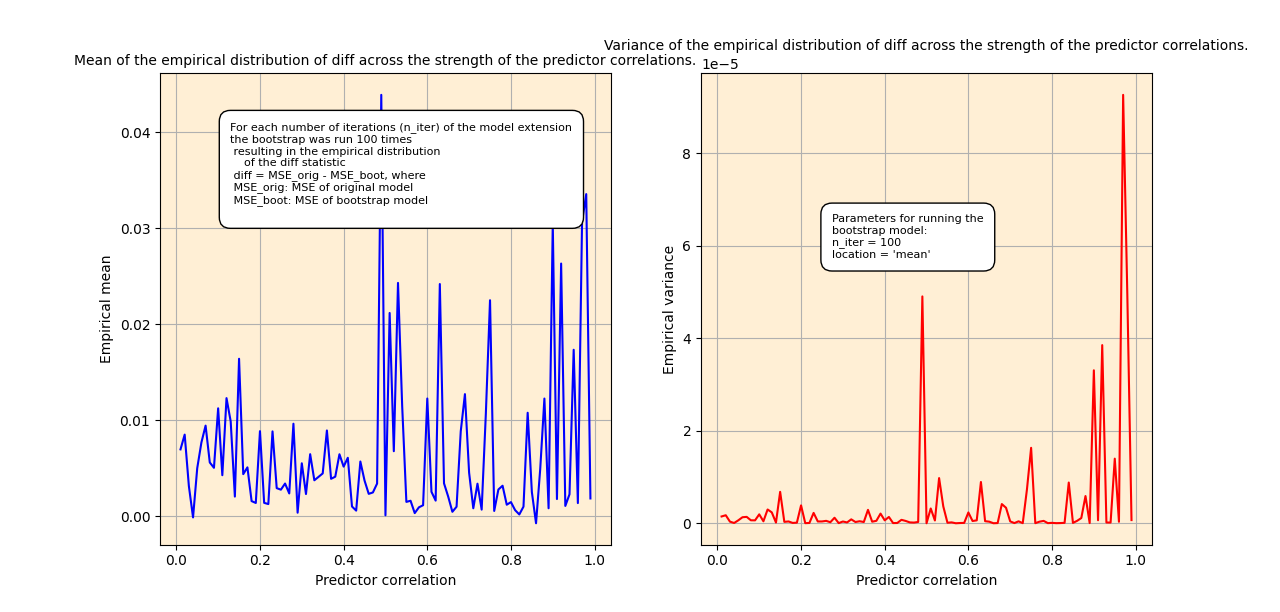 Variance of the empirical distribution of diff across the strength of the predictor correlations.
Mean of the empirical distribution of diff across the strength of the predictor correlations.
1e−5
For each number of iterations (n_iter) of the model extension
the bootstrap was run 100 times
resulting in the empirical distribution
of the diff statistic
diff = MSE_orig - MSE_boot, where
MSE_orig: MSE of original model
MSE_boot: MSE of bootstrap model
0.04
0.03
0.02
0.01
0.00
Empirical mean
0.0 0.2 0.4 0.6 0.8 1.0
Predictor correlation
Parameters for running the
bootstrap model:
n_iter = 100
location = 'mean'
8
6
4
2
0
Empirical variance
0.0 0.2 0.4 0.6 0.8 1.0
Predictor correlation